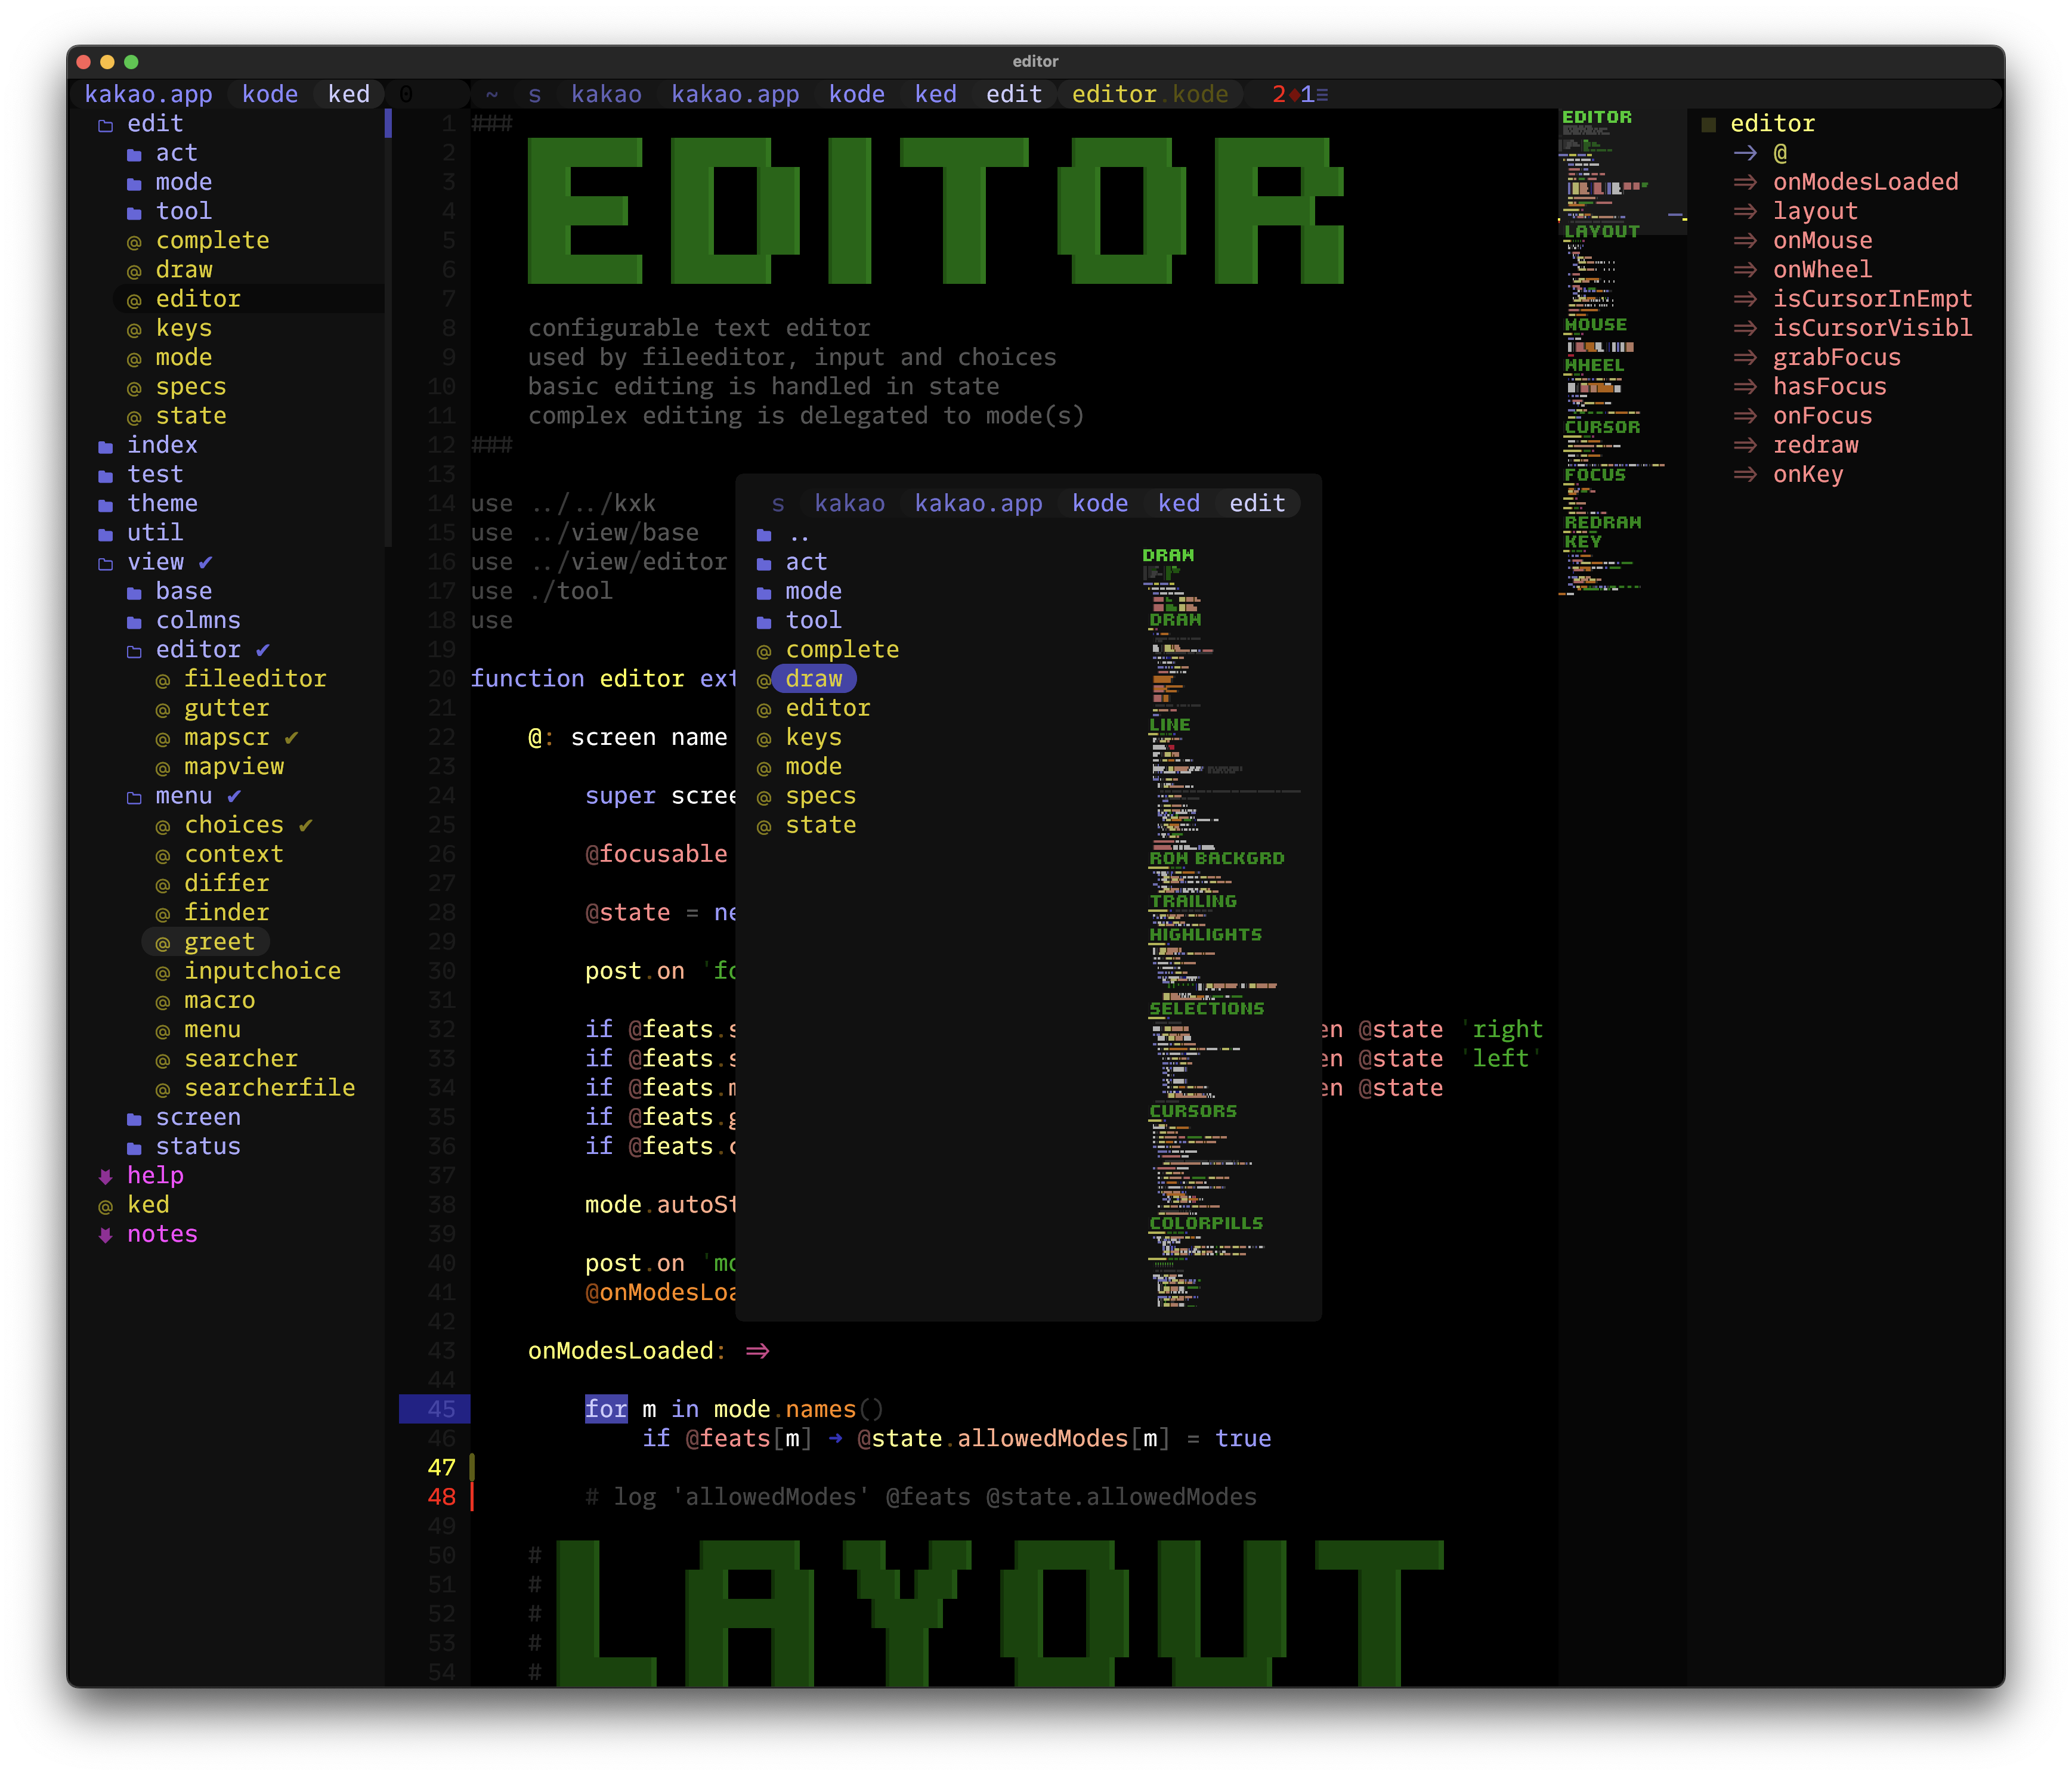 editor
kakao.app kode ked 0
edit
act
mode
tool
@ complete
@ draw
@ editor
@ keys
@ mode
@ specs
@ state
index
test
theme
util
view ✔
base
colmns
editor ✔
@ fileeditor
@ gutter
@ mapscr ✔
@ mapview
menu ✔
@ choices ✔
@ context
@ differ
@ finder
@ greet
@ inputchoice
@ macro
@ menu
@ searcher
@ searcherfile
screen
status
help
@ ked
notes
~ s kakao kakao.app kode ked edit editor.kode 2◆1≡
1 ###
2 EDITOR
3
4
5
6
7
8 configurable text editor
9 used by fileeditor, input and choices
10 basic editing is handled in state
11 complex editing is delegated to mode(s)
12 ###
13
14 use ../../kxk
15 use ../view/base
16 use ../view/editor
17 use ./tool
18 use
19
20 function editor ext
21
22 @: screen name
23
24 super scree
25
26 @focusable
27
28 @state = ne
29
30 post.on 'fo
31
32 if @feats.s en @state 'right
33 if @feats.s en @state 'left'
34 if @feats.m en @state
35 if @feats.g
36 if @feats.c
37
38 mode.autoSt
39
40 post.on 'mo
41 @onModesLoa
42
43 onModesLoaded: =>
44
45 for m in mode.names()
46 if @feats[m] ➜ @state.allowedModes[m] = true
47
48 # log 'allowedModes' @feats @state.allowedModes
49
50 # LAYOUT
51 #
52 #
53 #
54 #
s kakao kakao.app kode ked edit
..
act
mode
tool
@ complete
@ draw
@ editor
@ keys
@ mode
@ specs
@ state
DRAW
DRAW
LINE
ROW BACKGRD
TRAILING
HIGHLIGHTS
SELECTIONS
CURSORS
COLORPILLS
EDITOR
LAYOUT
MOUSE
WHEEL
CURSOR
FOCUS
REDRAW
KEY
editor
-> @
=> onModesLoaded
=> layout
=> onMouse
=> onWheel
=> isCursorInEmpt
=> isCursorVisibl
=> grabFocus
=> hasFocus
=> onFocus
=> redraw
=> onKey